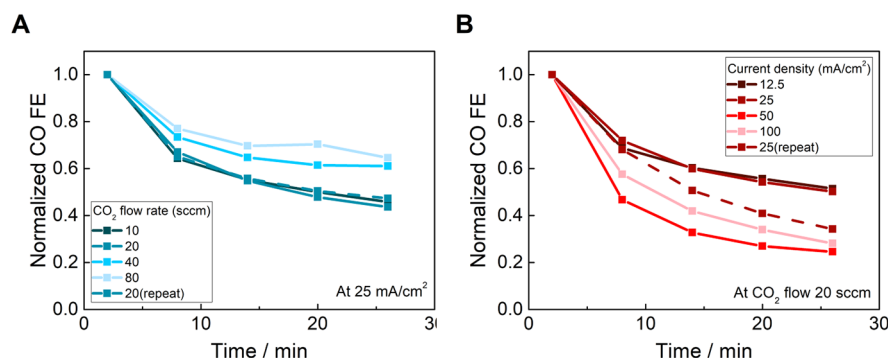 A
Normalized CO FE
1.0
0.8
0.6
0.4
0.2
0.0
CO₂ flow rate (sccm)
10
20
40
80
20(repeat)
At 25 mA/cm²
0
10
20
30
Time / min
B
Normalized CO FE
1.0
0.8
0.6
0.4
0.2
0.0
Current density (mA/cm²)
12.5
25
50
100
25(repeat)
At CO₂ flow 20 sccm
0
10
20
30
Time / min